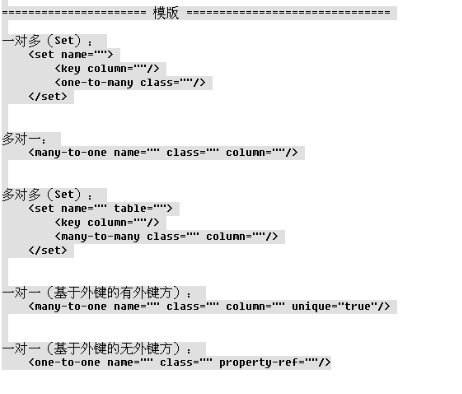 ===================== 模版 ==============================
一对多（Set）：
    <set name="">
        <key column=""/>
        <one-to-many class=""/>
    </set>
多对一：
    <many-to-one name="" class="" column=""/>
多对多（Set）：
    <set name="" table="">
        <key column=""/>
        <many-to-many class="" column=""/>
    </set>
一对一（基于外键的有外键方）：
    <many-to-one name="" class="" column="" unique="true"/>
一对一（基于外键的无外键方）：
    <one-to-one name="" class="" property-ref=""/>